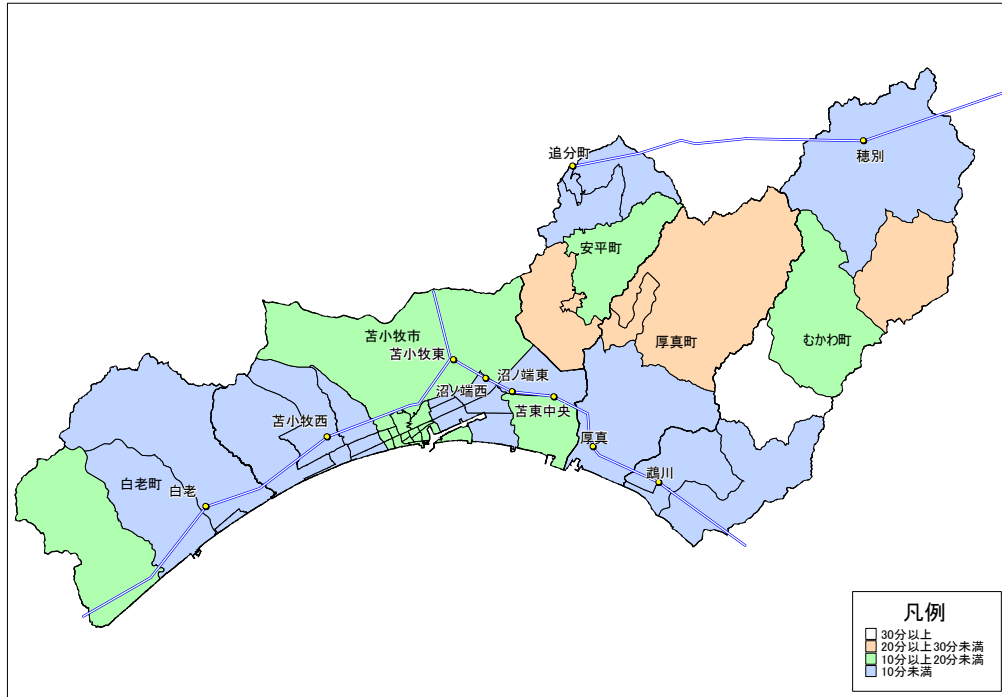 追分町
穂別
安平町
苫小牧市
厚真町
むかわ町
苫小牧東
沼ノ端東
沼ノ端西
苫東中央
苫小牧西
厚真
鵡川
白老町
白老
凡例
30分以上
20分以上30分未満
10分以上20分未満
10分未満